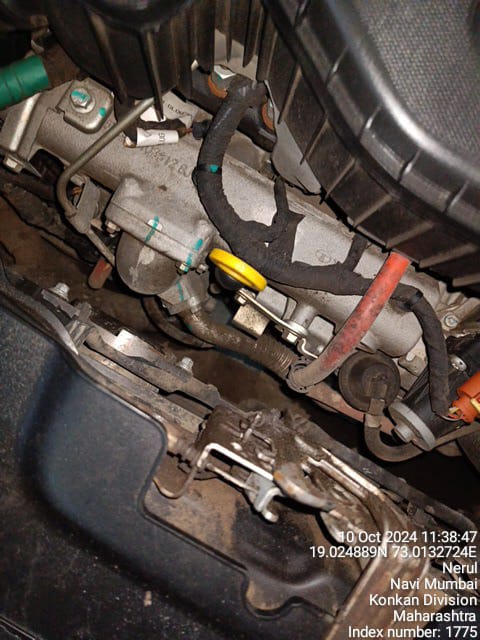 10 Oct 2024 11:38:47
19.024889N 73.0132724E
Nerul
Navi Mumbai
Konkan Division
Maharashtra
Index number: 1775